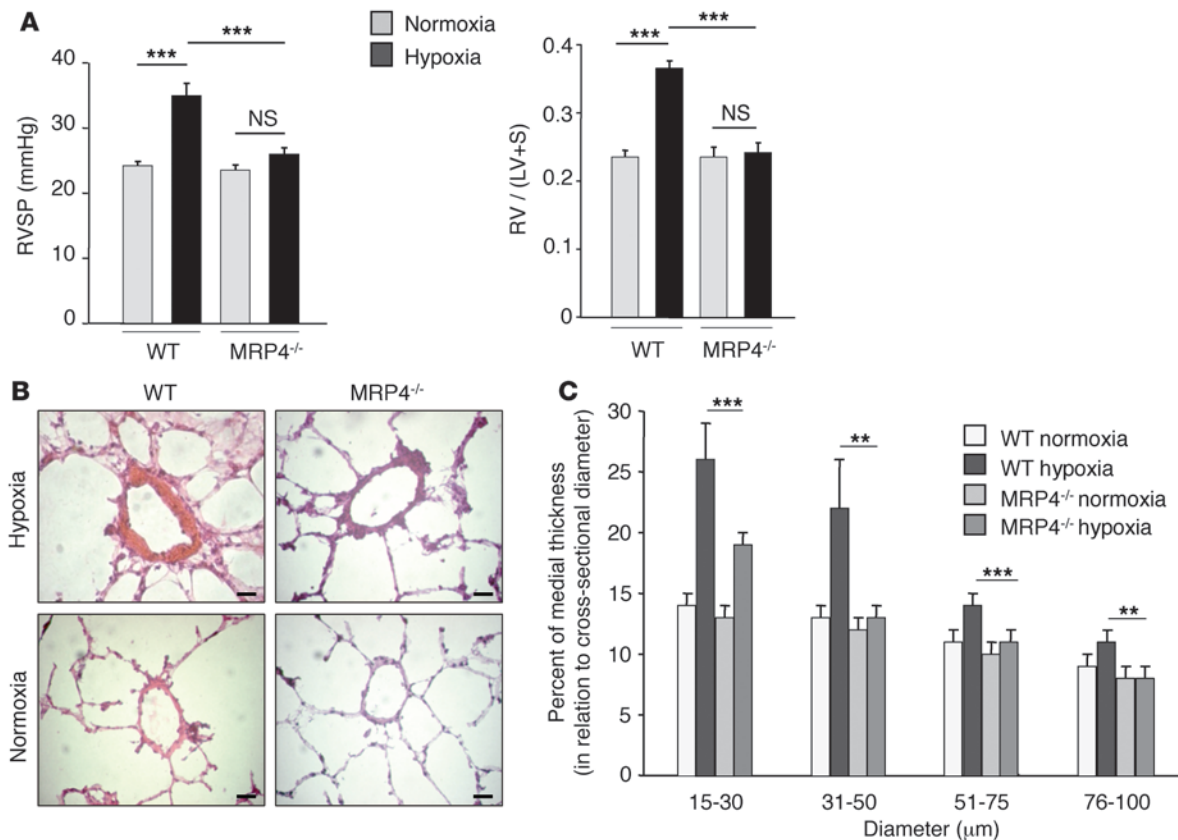 A
Normoxia
Hypoxia
***
***
40
30
20
10
0
RVSP (mmHg)
NS
WT
MRP4-/-
***
***
0.4
0.3
0.2
0.1
0
RV / (LV+S)
NS
WT
MRP4-/-
B
WT
MRP4-/-
Hypoxia
Normoxia
C
Percent of medial thickness
(in relation to cross-sectional diameter)
30
25
20
15
10
5
0
***
**
***
**
WT normoxia
WT hypoxia
MRP4-/- normoxia
MRP4-/- hypoxia
15-30
31-50
51-75
76-100
Diameter (μm)